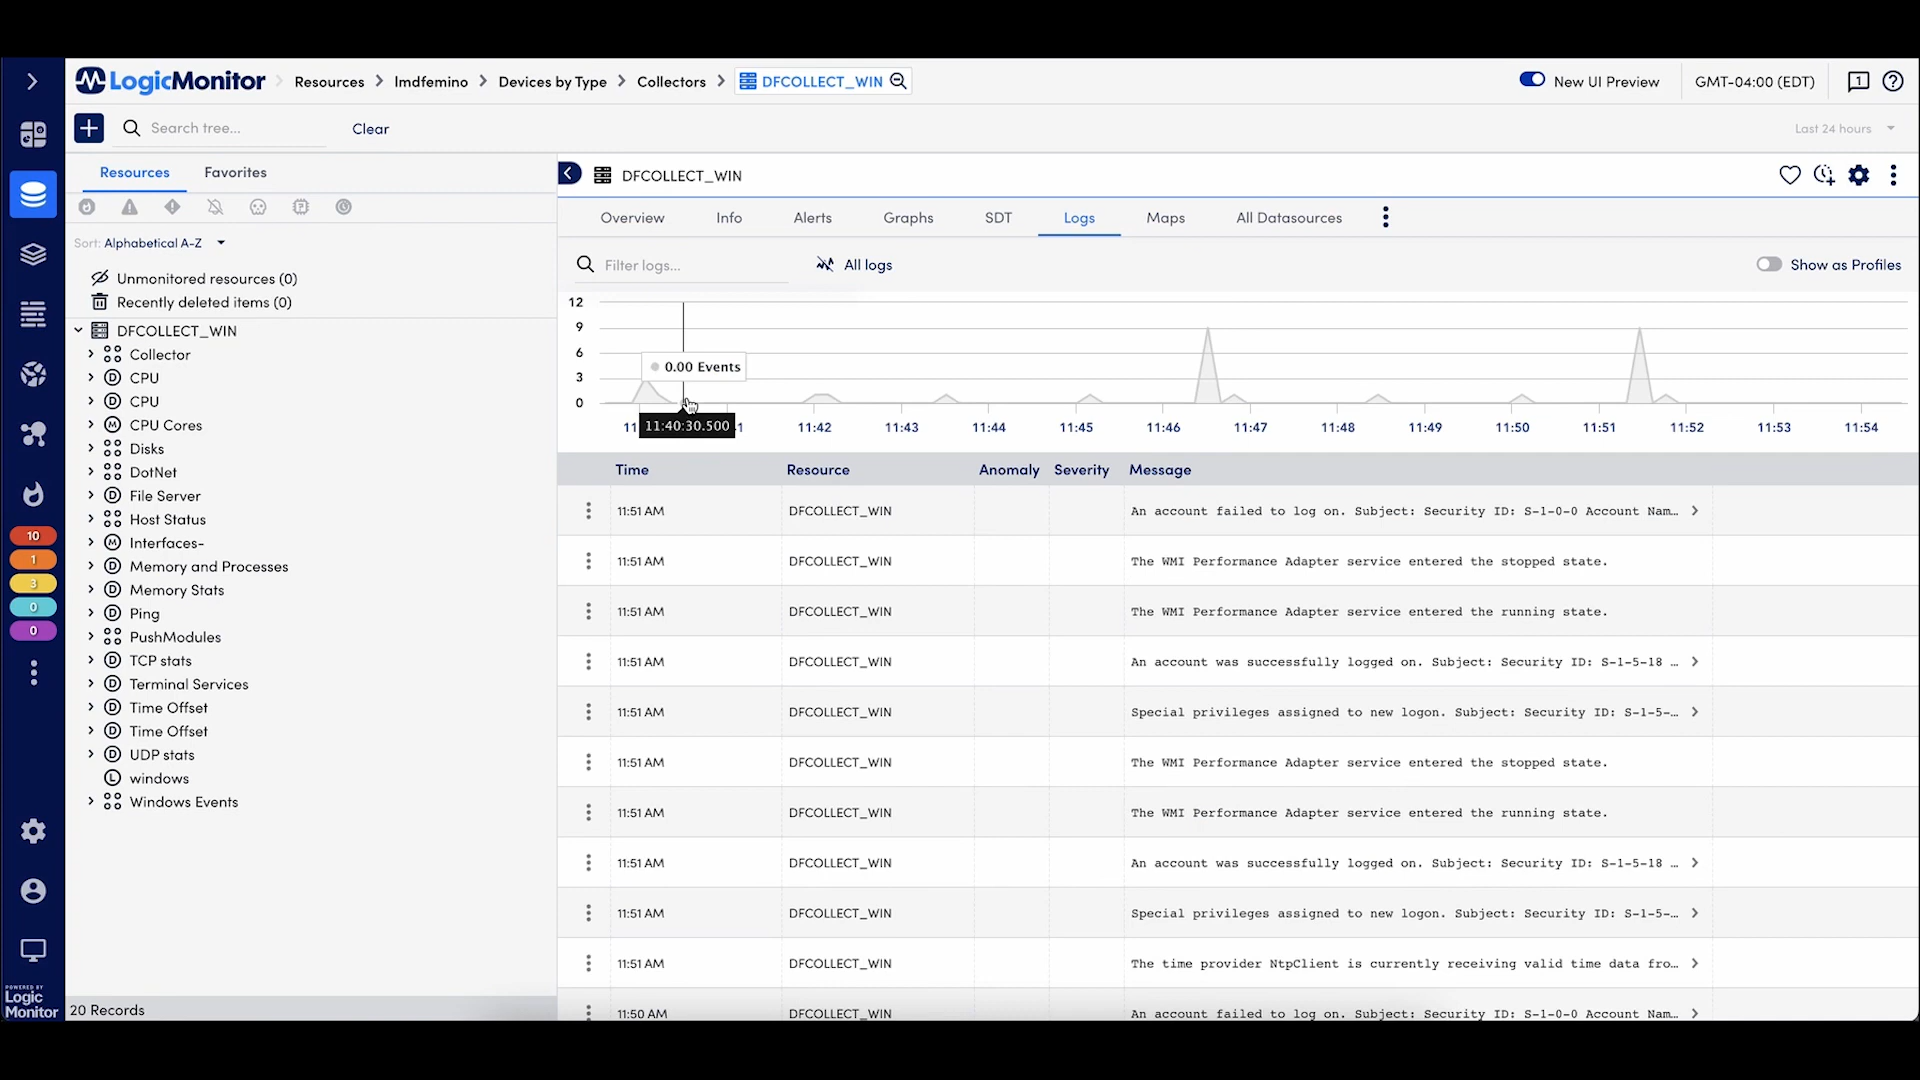 LogicMonitor Resources lmdfemino Devices by Type Collectors DFCOLLECT_WIN New UI Preview GMT-04:00 (EDT) 1
Search tree... Clear Last 24 hours
Resources Favorites
Sort: Alphabetical A-Z
Unmonitored resources (0)
Recently deleted items (0)
DFCOLLECT_WIN
Collector
CPU
CPU
CPU Cores
Disks
DotNet
File Server
Host Status
Interfaces-
Memory and Processes
Memory Stats
Ping
PushModules
TCP stats
Terminal Services
Time Offset
Time Offset
UDP stats
windows
Windows Events
20 Records
10
1
3
0
0
POWERED BY
Logic
Monitor
DFCOLLECT_WIN
Overview Info Alerts Graphs SDT Logs Maps All Datasources
Filter logs... All logs Show as Profiles
12
9
6
3
0
0.00 Events
11:40:30.500
11 1 11:42 11:43 11:44 11:45 11:46 11:47 11:48 11:49 11:50 11:51 11:52 11:53 11:54
Time Resource Anomaly Severity Message
11:51 AM DFCOLLECT_WIN An account failed to log on. Subject: Security ID: S-1-0-0 Account Nam…
11:51 AM DFCOLLECT_WIN The WMI Performance Adapter service entered the stopped state.
11:51 AM DFCOLLECT_WIN The WMI Performance Adapter service entered the running state.
11:51 AM DFCOLLECT_WIN An account was successfully logged on. Subject: Security ID: S-1-5-18 …
11:51 AM DFCOLLECT_WIN Special privileges assigned to new logon. Subject: Security ID: S-1-5-…
11:51 AM DFCOLLECT_WIN The WMI Performance Adapter service entered the stopped state.
11:51 AM DFCOLLECT_WIN The WMI Performance Adapter service entered the running state.
11:51 AM DFCOLLECT_WIN An account was successfully logged on. Subject: Security ID: S-1-5-18 …
11:51 AM DFCOLLECT_WIN Special privileges assigned to new logon. Subject: Security ID: S-1-5-…
11:51 AM DFCOLLECT_WIN The time provider NtpClient is currently receiving valid time data fro…
11:50 AM DFCOLLECT_WIN An account failed to log on. Subject: Security ID: S-1-0-0 Account Nam…